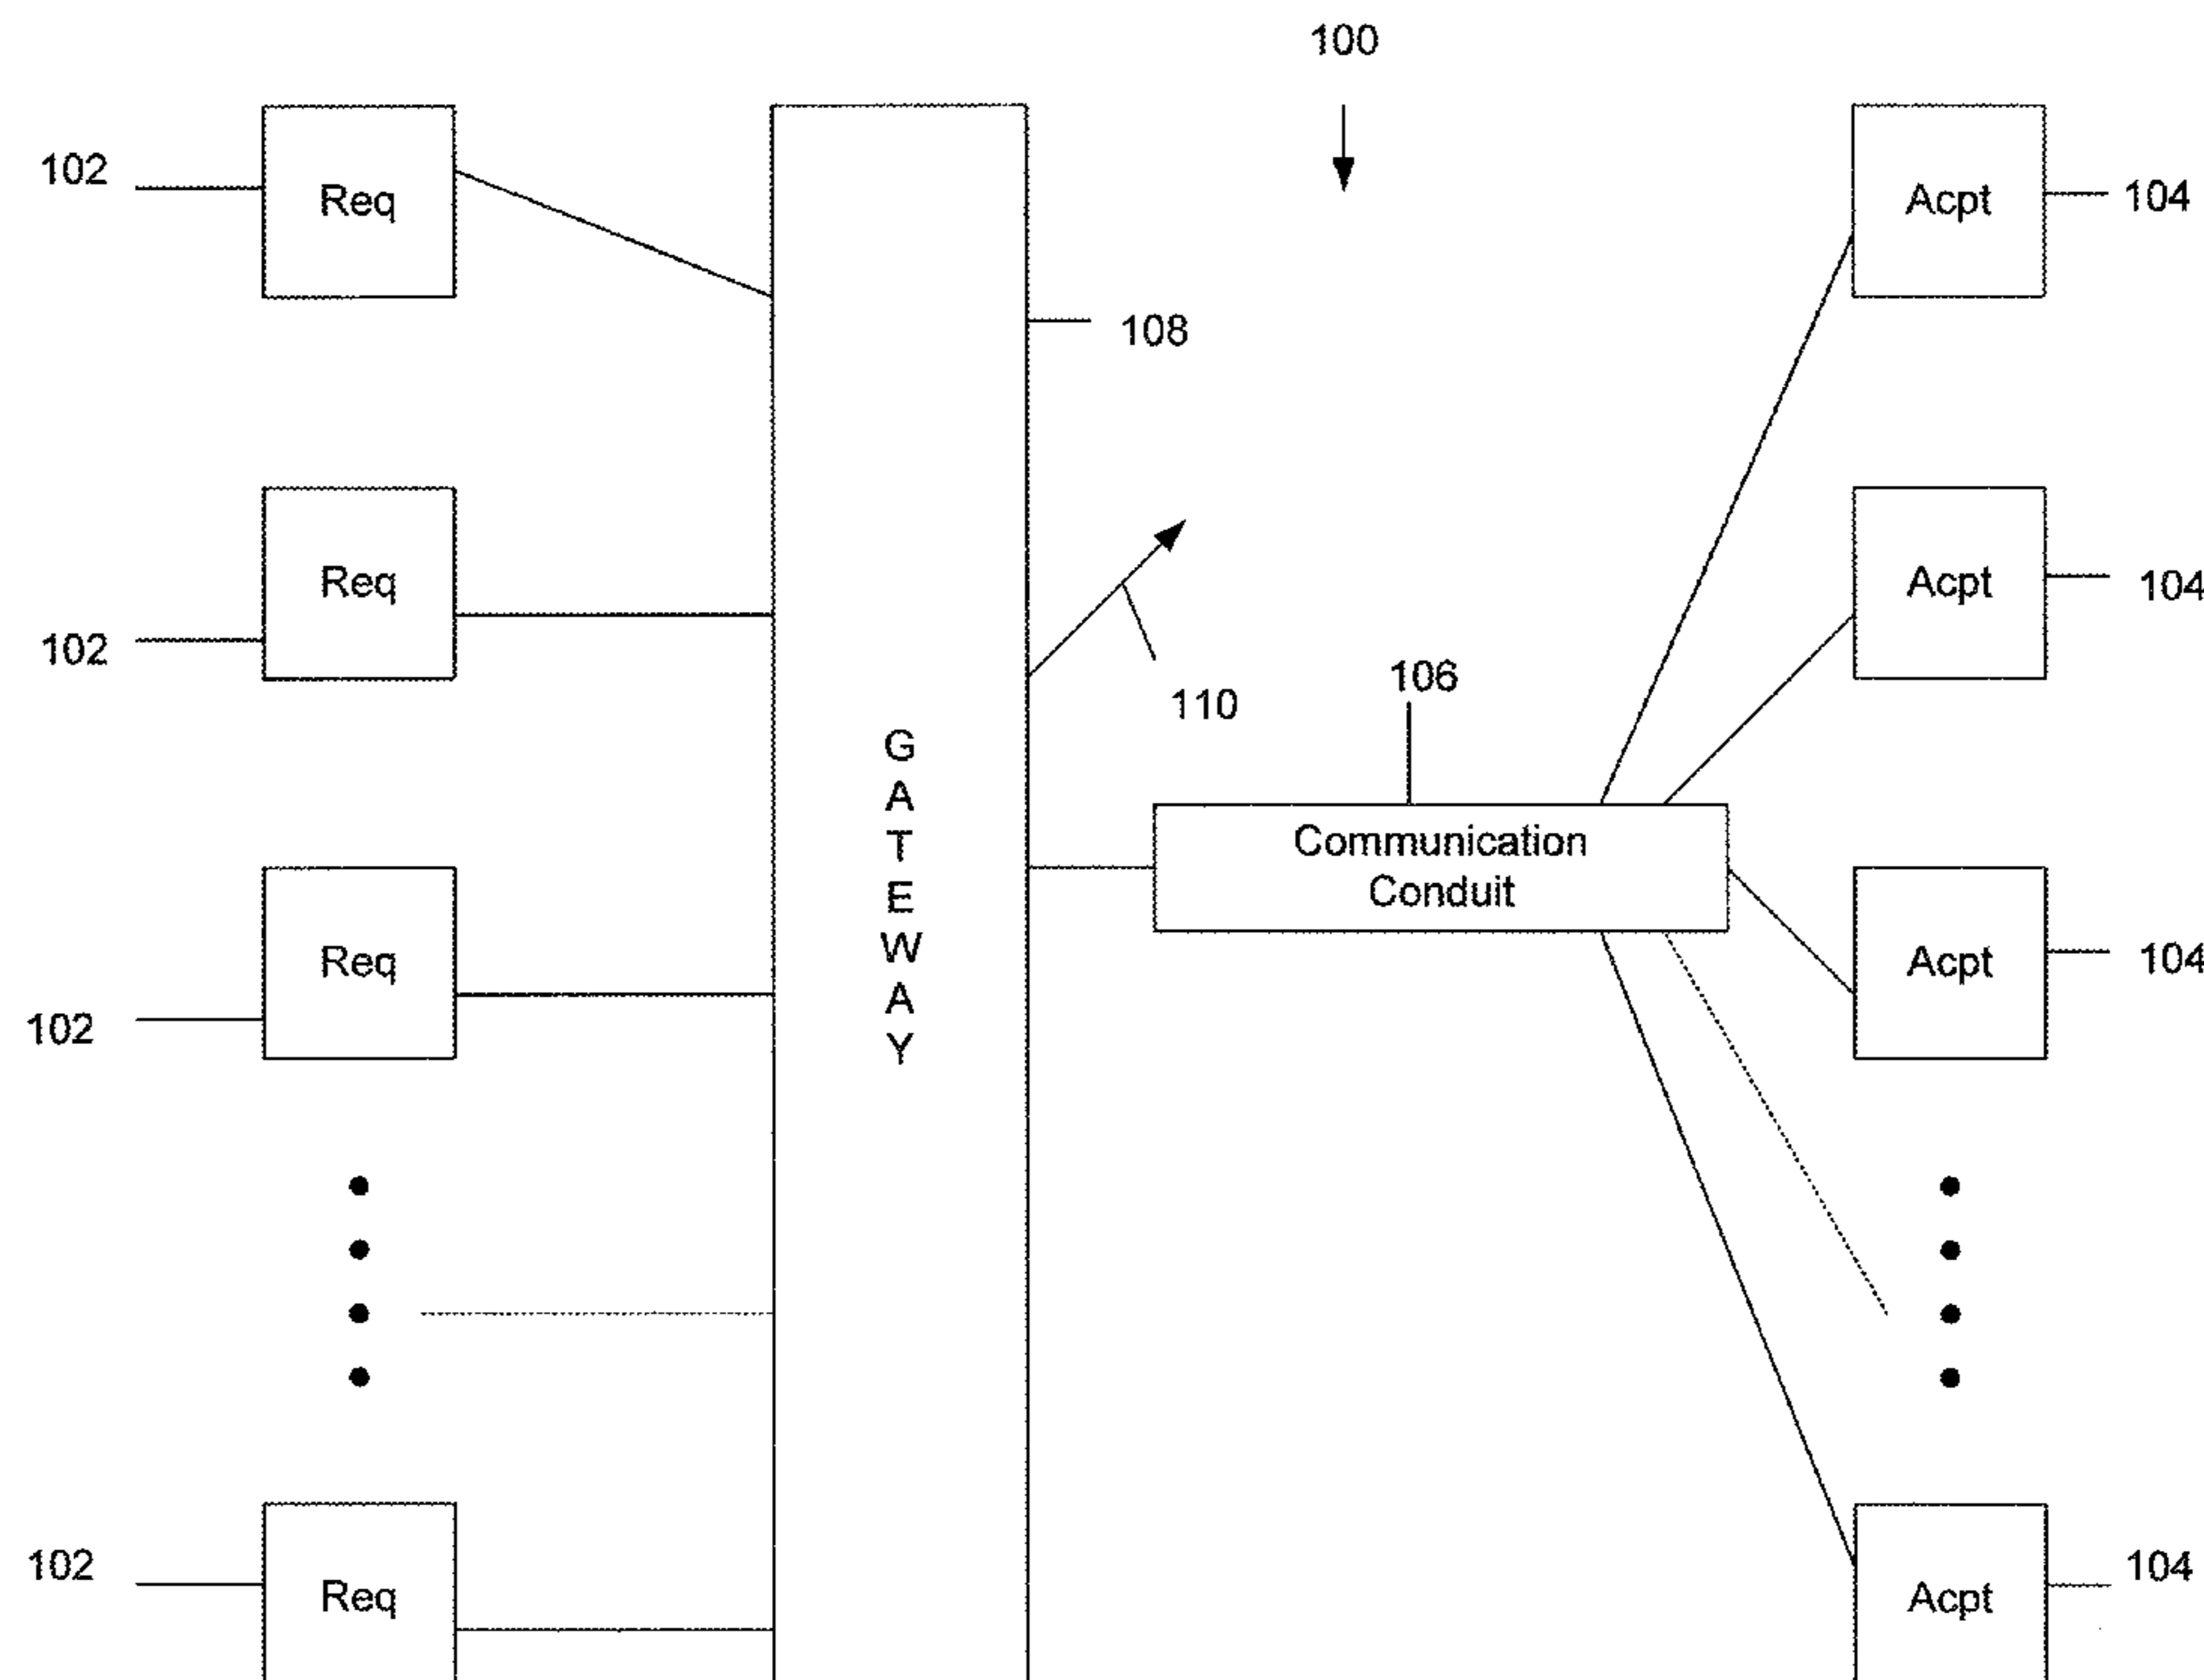 100
102
Req
Acpt
104
108
Req
Acpt
104
102
106
110
GATEWAY
Communication
Conduit
Req
Acpt
104
102
102
Req
Acpt
104